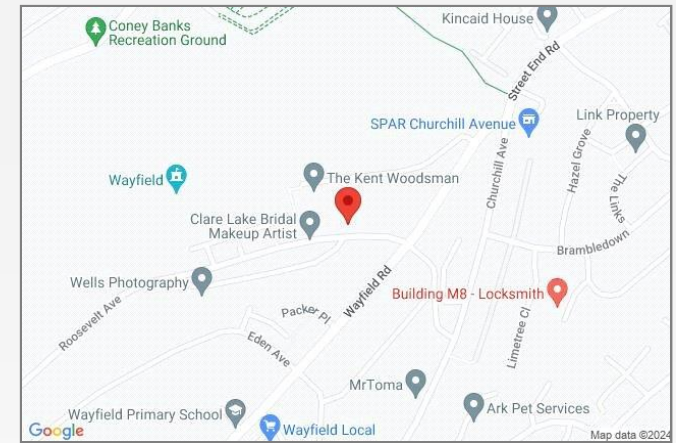 Coney Banks
Recreation Ground
Kincaid House
Street End Rd
SPAR Churchill Avenue
Link Property
Hazel Grove
Churchill Ave
The Links
Wayfield
The Kent Woodsman
Clare Lake Bridal
Makeup Artist
Brambledown
Wells Photography
Wayfield Rd
Building M8 - Locksmith
Roosevelt Ave
Packer Pl
Eden Ave
Limetree Cl
MrToma
Wayfield Primary School
Ark Pet Services
Google
Wayfield Local
Map data ©2024